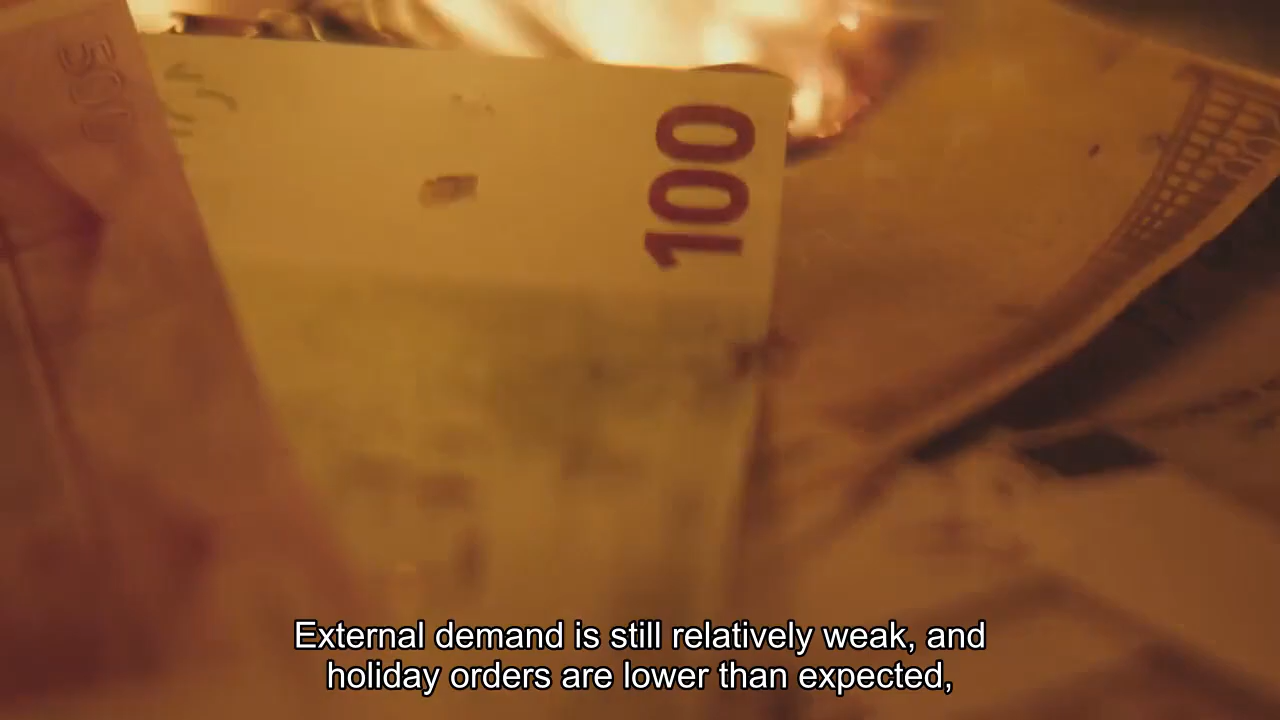 100
External demand is still relatively weak, and
holiday orders are lower than expected,